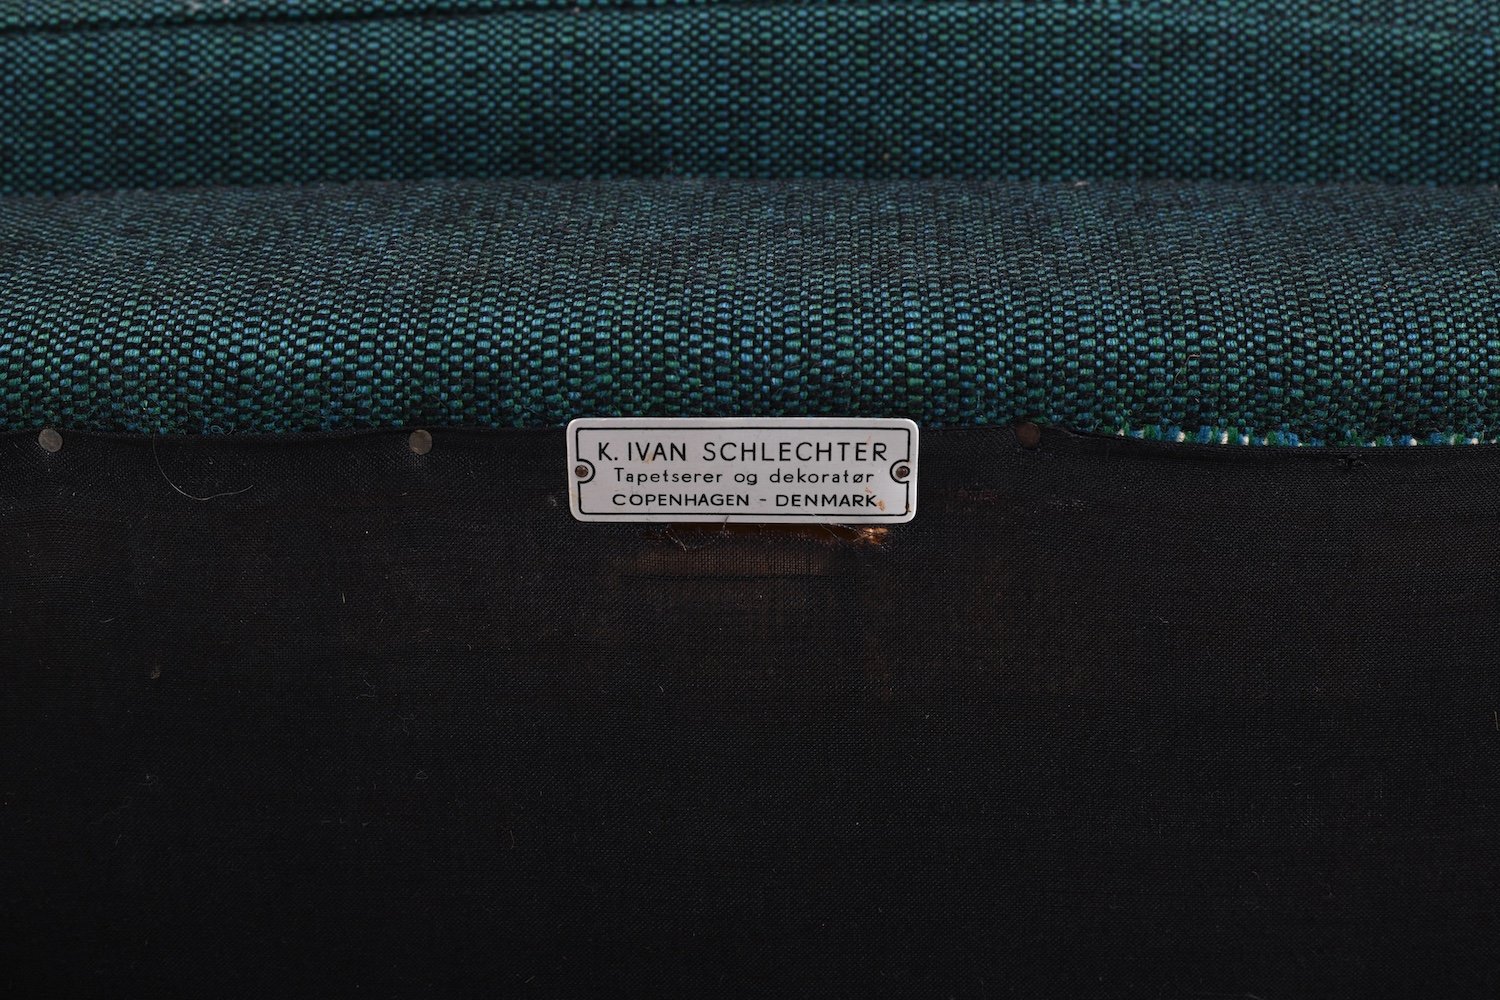 K. IVAN SCHLECHTER
Tapetserer og dekoratør
COPENHAGEN - DENMARK